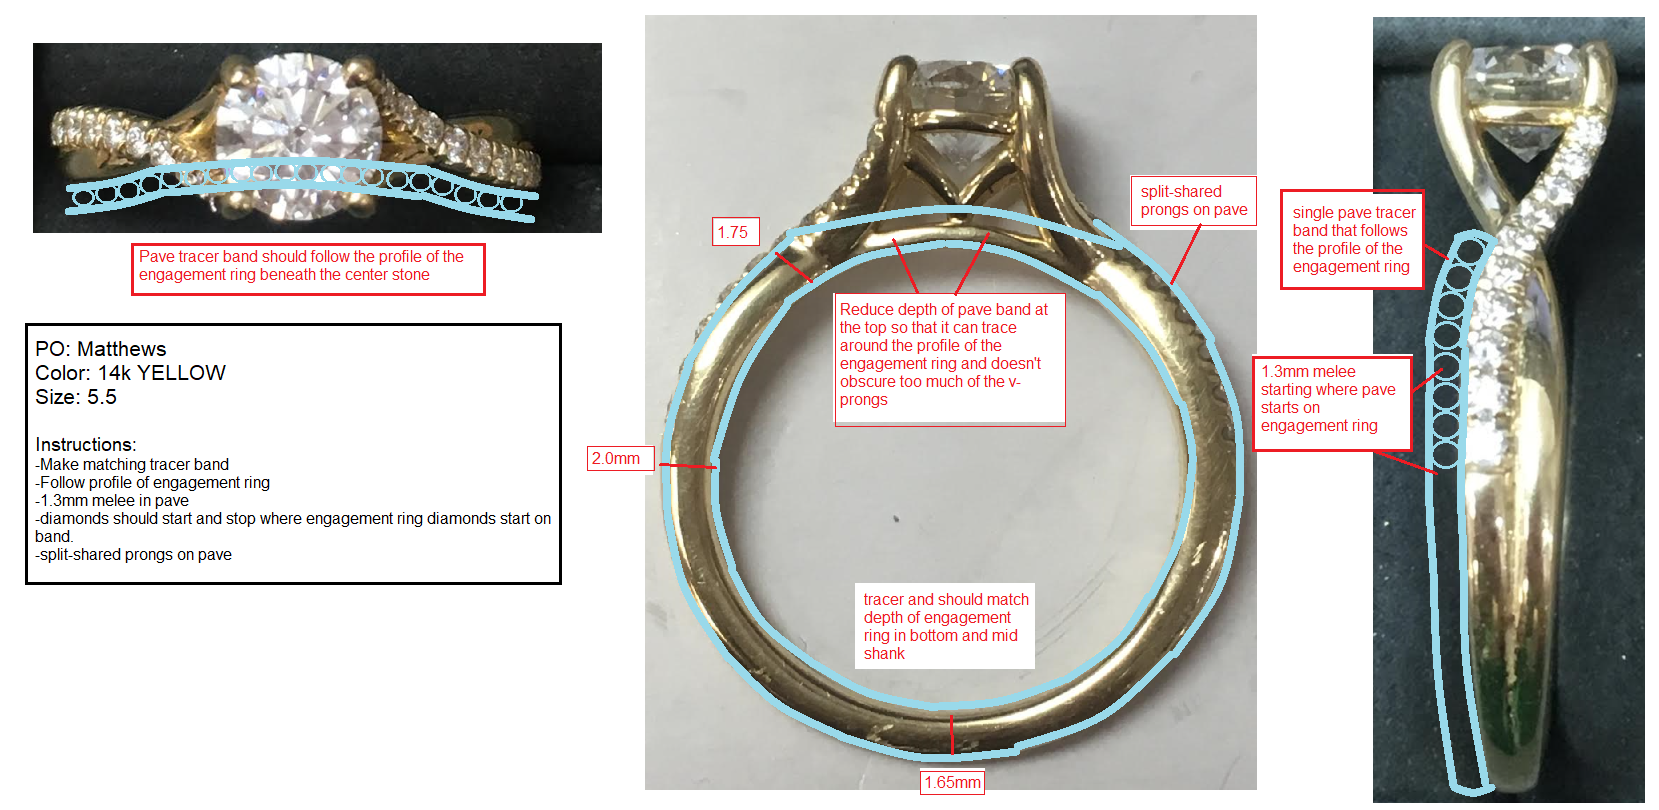 Pave tracer band should follow the profile of the
engagement ring beneath the center stone
PO: Matthews
Color: 14k YELLOW
Size: 5.5
Instructions:
-Make matching tracer band
-Follow profile of engagement ring
-1.3mm melee in pave
-diamonds should start and stop where engagement ring diamonds start on
band.
-split-shared prongs on pave
1.75
2.0mm
split-shared
prongs on pave
Reduce depth of pave band at
the top so that it can trace
around the profile of the
engagement ring and doesn't
obscure too much of the v-
prongs
tracer and should match
depth of engagement
ring in bottom and mid
shank
1.65mm
single pave tracer
band that follows
the profile of the
engagement ring
1.3mm melee
starting where pave
starts on
engagement ring